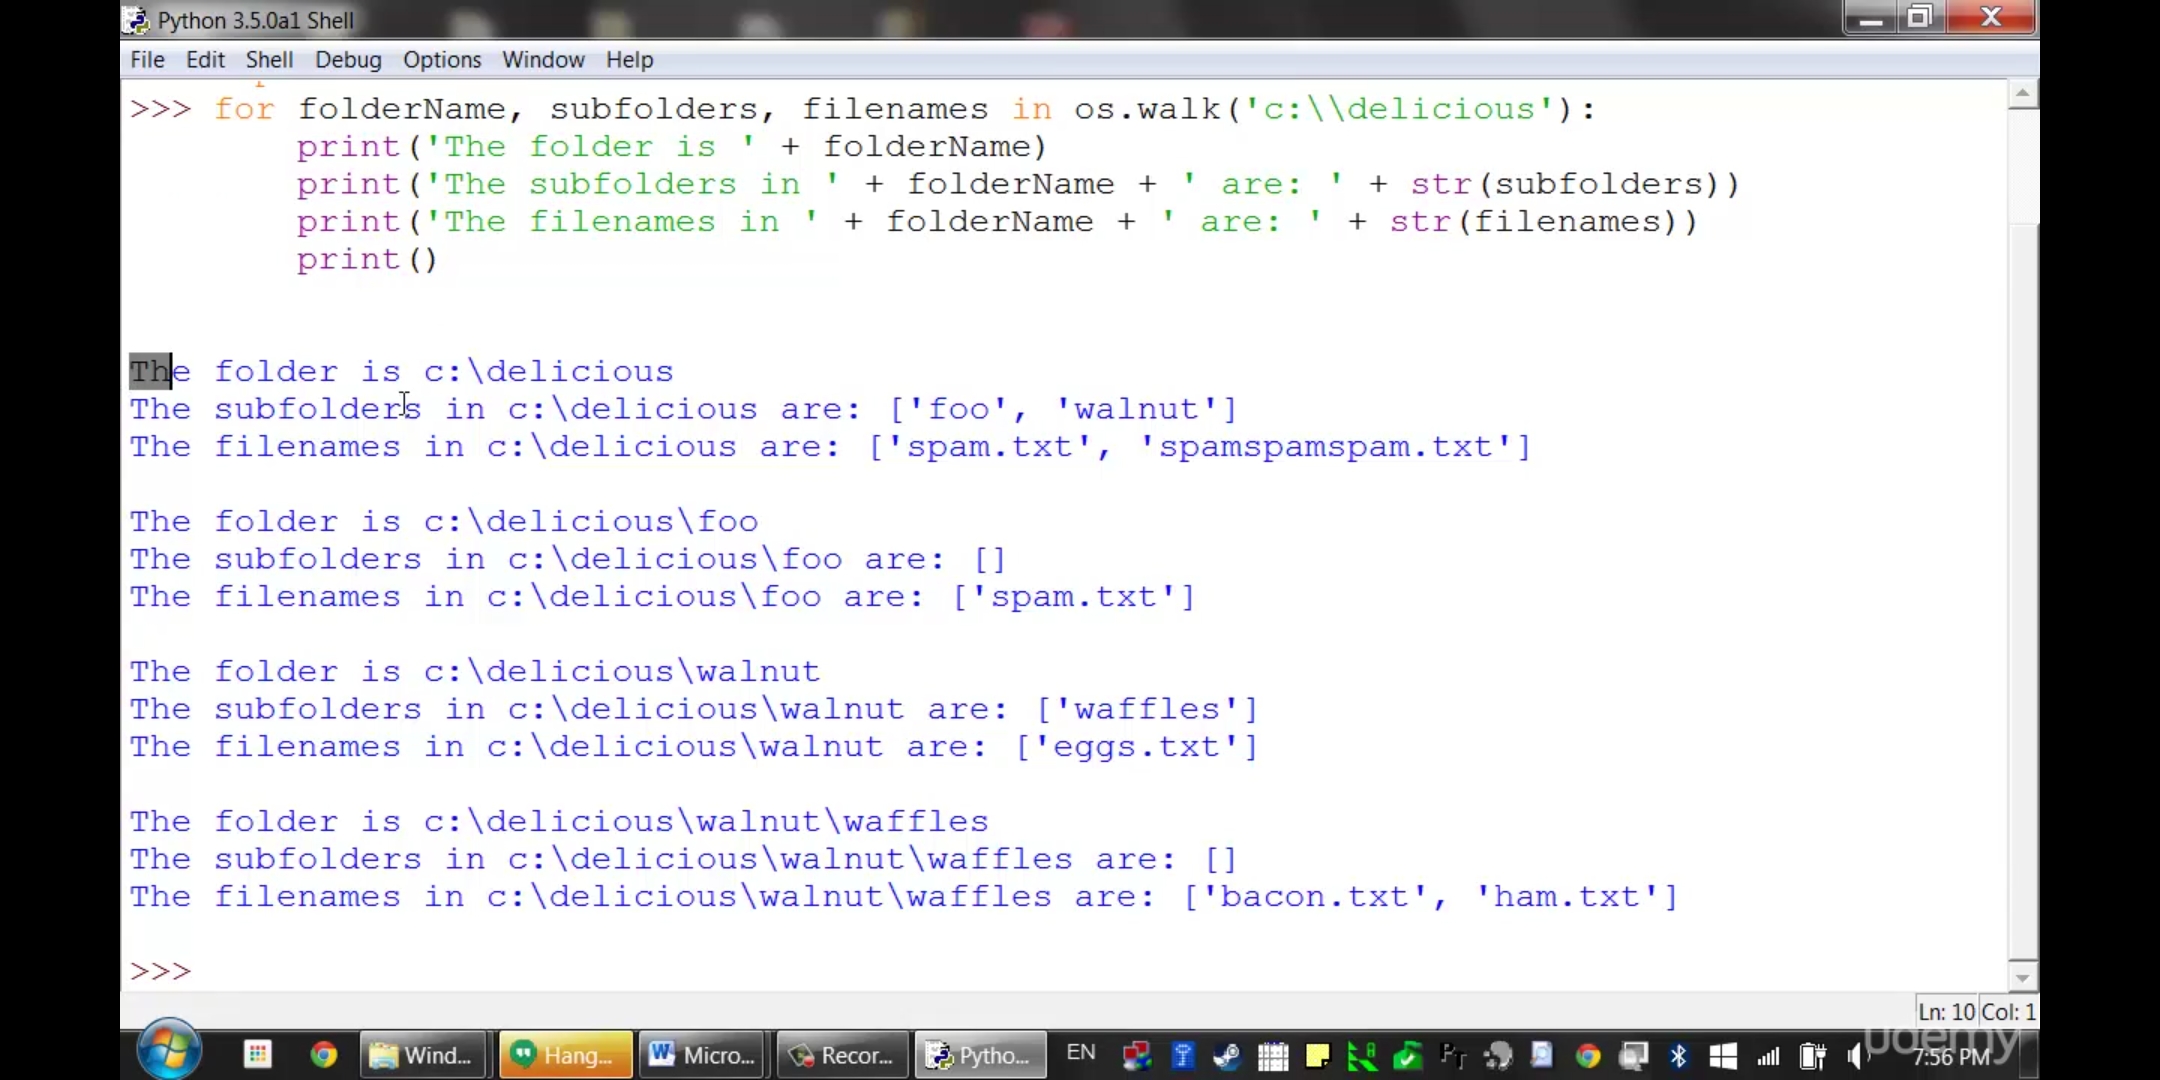 Python 3.5.0a1 Shell
File Edit Shell Debug Options Window Help
>>> for folderName, subfolders, filenames in os.walk('c:\\delicious'):
        print('The folder is ' + folderName)
        print('The subfolders in ' + folderName + ' are: ' + str(subfolders))
        print('The filenames in ' + folderName + ' are: ' + str(filenames))
        print()
The folder is c:\delicious
The subfolders in c:\delicious are: ['foo', 'walnut']
The filenames in c:\delicious are: ['spam.txt', 'spamspamspam.txt']
The folder is c:\delicious\foo
The subfolders in c:\delicious\foo are: []
The filenames in c:\delicious\foo are: ['spam.txt']
The folder is c:\delicious\walnut
The subfolders in c:\delicious\walnut are: ['waffles']
The filenames in c:\delicious\walnut are: ['eggs.txt']
The folder is c:\delicious\walnut\waffles
The subfolders in c:\delicious\walnut\waffles are: []
The filenames in c:\delicious\walnut\waffles are: ['bacon.txt', 'ham.txt']
>>>
Ln: 10 Col: 1
Wind... Hang... Micro... Recor... Pytho... EN 7:56 PM
udemy